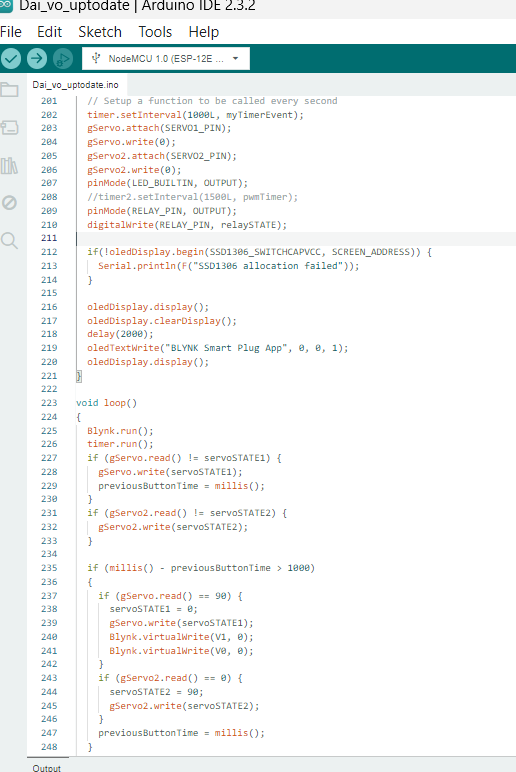 Dai_vo_uptodate | Arduino IDE 2.3.2
File Edit Sketch Tools Help
NodeMCU 1.0 (ESP-12E ...
Dai_vo_uptodate.ino
201 // Setup a function to be called every second
202 timer.setInterval(1000L, myTimerEvent);
203 gServo.attach(SERVO1_PIN);
204 gServo.write(0);
205 gServo2.attach(SERVO2_PIN);
206 gServo2.write(0);
207 pinMode(LED_BUILTIN, OUTPUT);
208 //timer2.setInterval(1500L, pwmTimer);
209 pinMode(RELAY_PIN, OUTPUT);
210 digitalWrite(RELAY_PIN, relaySTATE);
211
212 if(!oledDisplay.begin(SSD1306_SWITCHCAPVCC, SCREEN_ADDRESS)) {
213 Serial.println(F("SSD1306 allocation failed"));
214 }
215
216 oledDisplay.display();
217 oledDisplay.clearDisplay();
218 delay(2000);
219 oledTextWrite("BLYNK Smart Plug App", 0, 0, 1);
220 oledDisplay.display();
221 }
222
223 void loop()
224 {
225 Blynk.run();
226 timer.run();
227 if (gServo.read() != servoSTATE1) {
228 gServo.write(servoSTATE1);
229 previousButtonTime = millis();
230 }
231 if (gServo2.read() != servoSTATE2) {
232 gServo2.write(servoSTATE2);
233 }
234
235 if (millis() - previousButtonTime > 1000)
236 {
237 if (gServo.read() == 90) {
238 servoSTATE1 = 0;
239 gServo.write(servoSTATE1);
240 Blynk.virtualWrite(V1, 0);
241 Blynk.virtualWrite(V0, 0);
242 }
243 if (gServo2.read() == 0) {
244 servoSTATE2 = 90;
245 gServo2.write(servoSTATE2);
246 }
247 previousButtonTime = millis();
248 }
Output